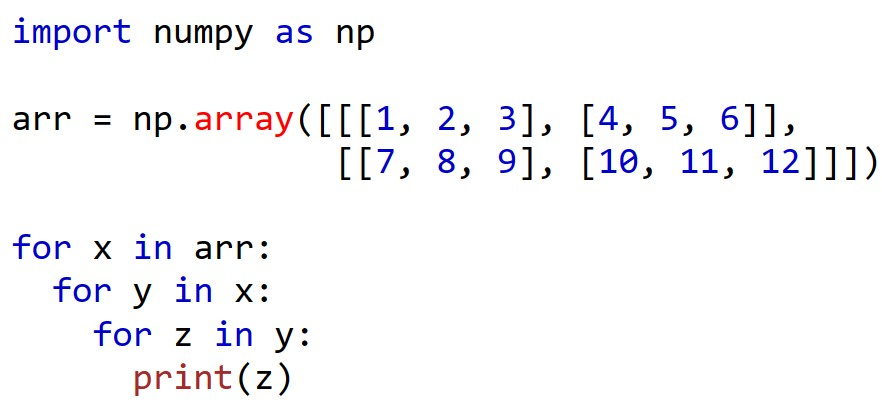 import numpy as np
arr = np.array([[[1, 2, 3], [4, 5, 6]],
[[7, 8, 9], [10, 11, 12]]])
for x in arr:
for y in x:
for z in y:
print(z)